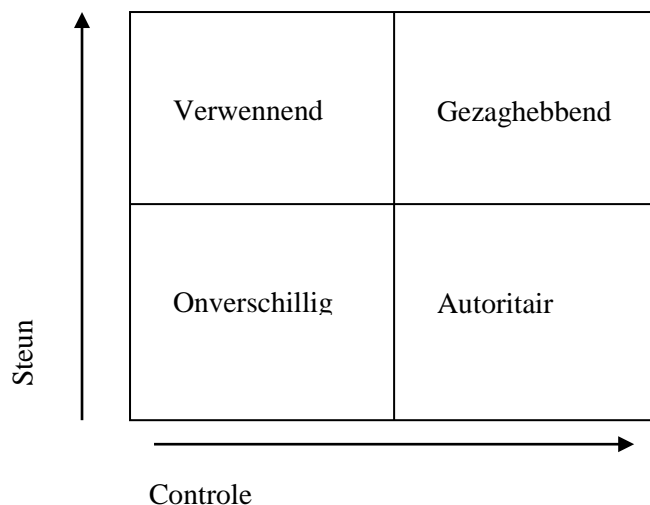 Verwennend
Gezaghebbend
Onverschillig
Autoritair
Steun
Controle